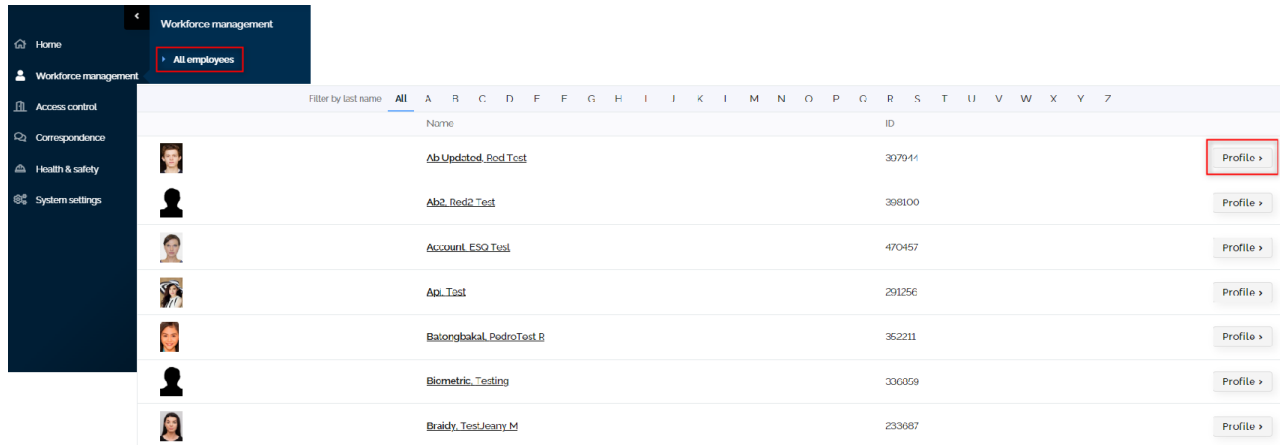 Workforce management
Home
All employees
Workforce management
Access control
Correspondence
Health & safety
System settings
Filter by last name All A B C D E F G H I J K L M N O P Q R S T U V W X Y Z
Name ID
Ab Updated, Red Test 397944 Profile ›
Ab2, Red2 Test 398100 Profile ›
Account, ESQ Test 470457 Profile ›
Api, Test 291256 Profile ›
Batongbakal, PedroTest R 352211 Profile ›
Biometric, Testing 336859 Profile ›
Braidy, TestJeany M 233687 Profile ›